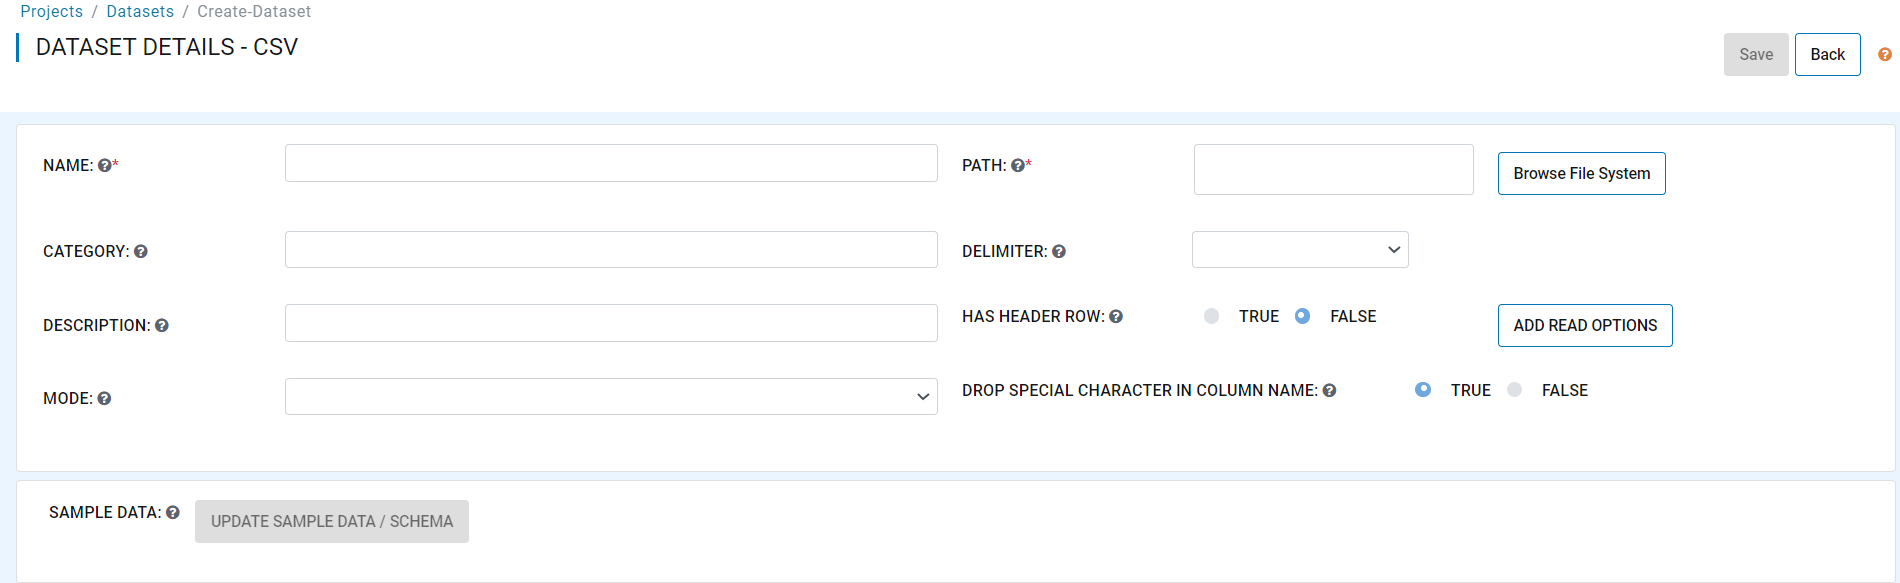 Projects / Datasets / Create-Dataset
DATASET DETAILS - CSV
Save
Back
NAME: *
PATH: *
Browse File System
CATEGORY:
DELIMITER:
DESCRIPTION:
HAS HEADER ROW:
TRUE
FALSE
ADD READ OPTIONS
MODE:
DROP SPECIAL CHARACTER IN COLUMN NAME:
TRUE
FALSE
SAMPLE DATA:
UPDATE SAMPLE DATA / SCHEMA